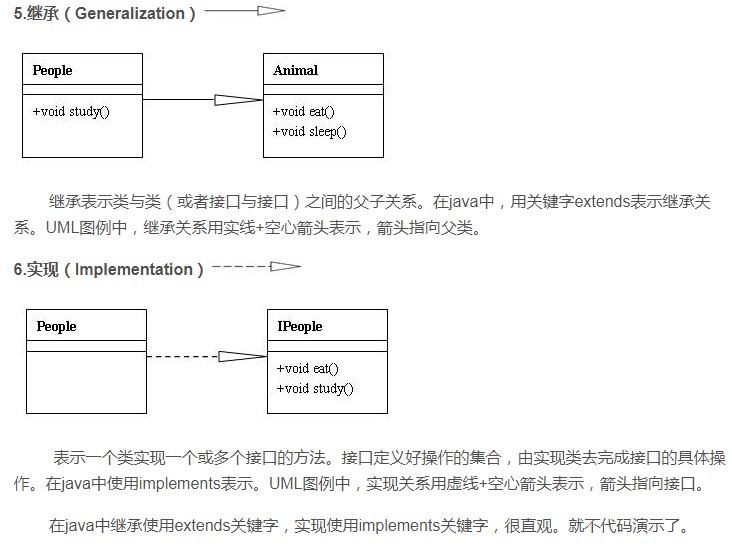 5.继承（Generalization）
People
+void study()
Animal
+void eat()
+void sleep()
继承表示类与类（或者接口与接口）之间的父子关系。在java中，用关键字extends表示继承关
系。UML图例中，继承关系用实线+空心箭头表示，箭头指向父类。
6.实现（Implementation）
People
IPeople
+void eat()
+void study()
表示一个类实现一个或多个接口的方法。接口定义好操作的集合，由实现类去完成接口的具体操
作。在java中使用implements表示。UML图例中，实现关系用虚线+空心箭头表示，箭头指向接口。
在java中继承使用extends关键字，实现使用implements关键字，很直观。就不代码演示了。